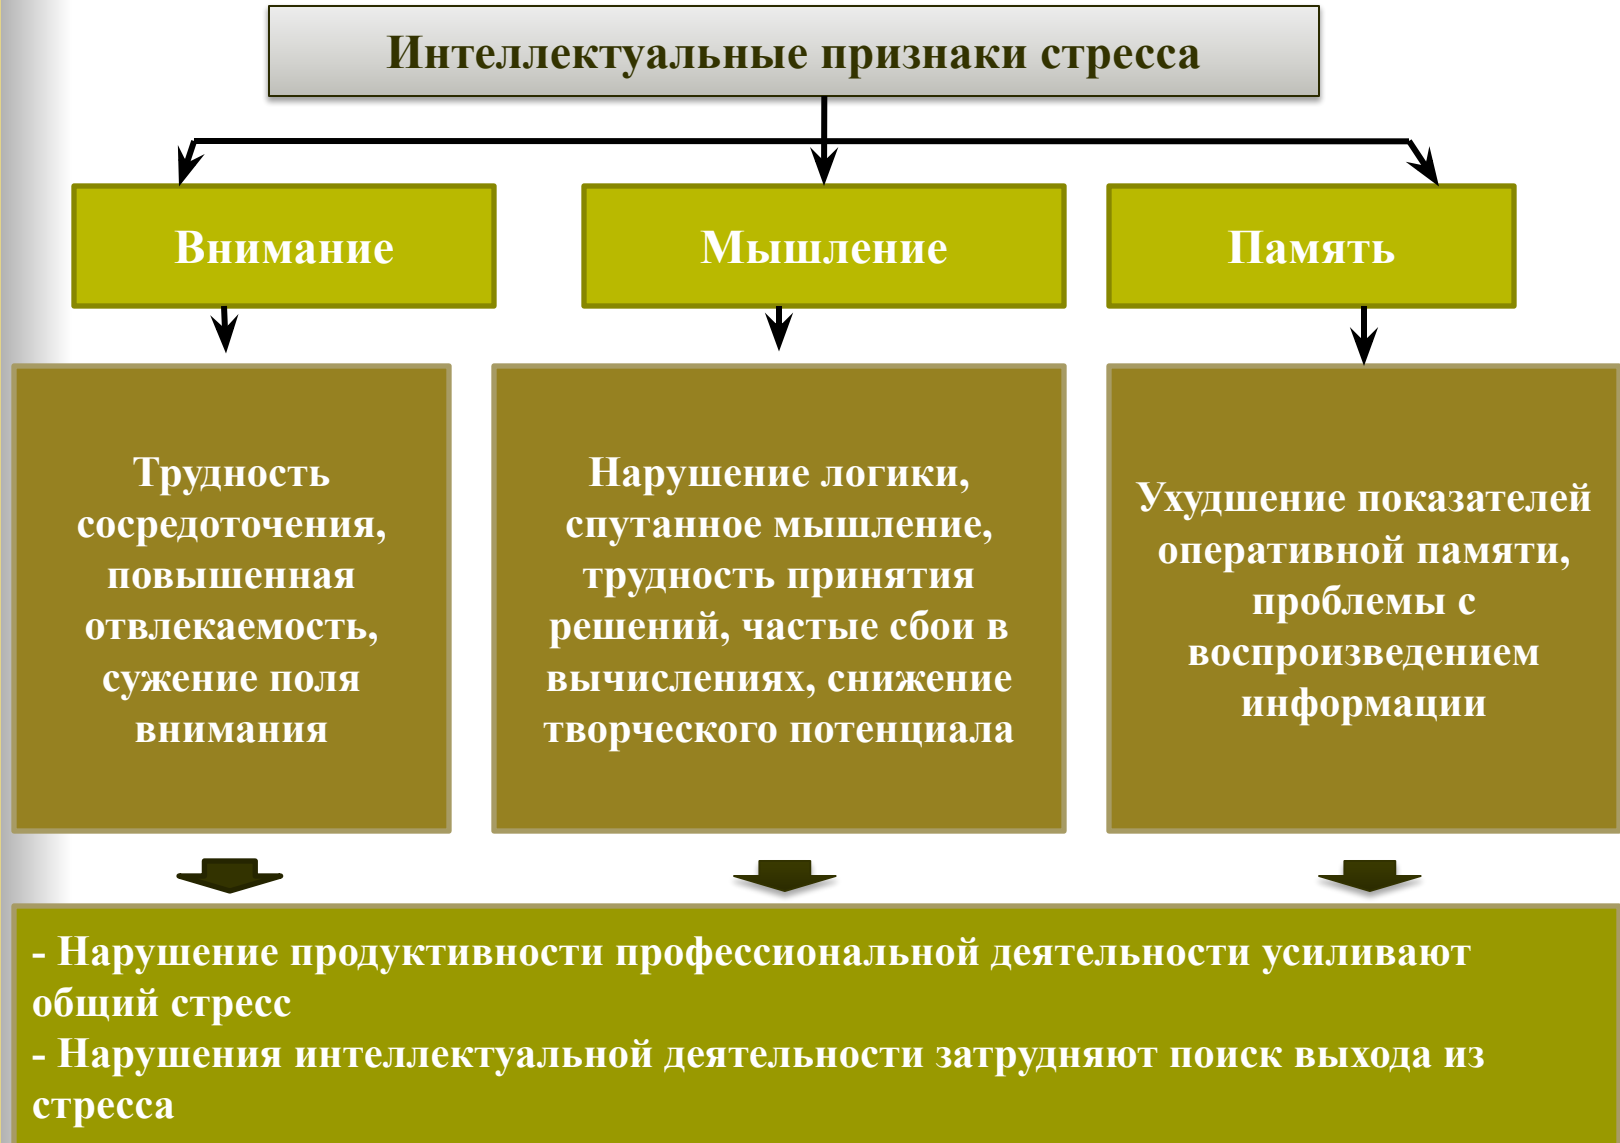 Интеллектуальные признаки стресса
Внимание
Мышление
Память
Трудность
сосредоточения,
повышенная
отвлекаемость,
сужение поля
внимания
Нарушение логики,
спутанное мышление,
трудность принятия
решений, частые сбои в
вычислениях, снижение
творческого потенциала
Ухудшение показателей
оперативной памяти,
проблемы с
воспроизведением
информации
- Нарушение продуктивности профессиональной деятельности усиливают
общий стресс
- Нарушения интеллектуальной деятельности затрудняют поиск выхода из
стресса